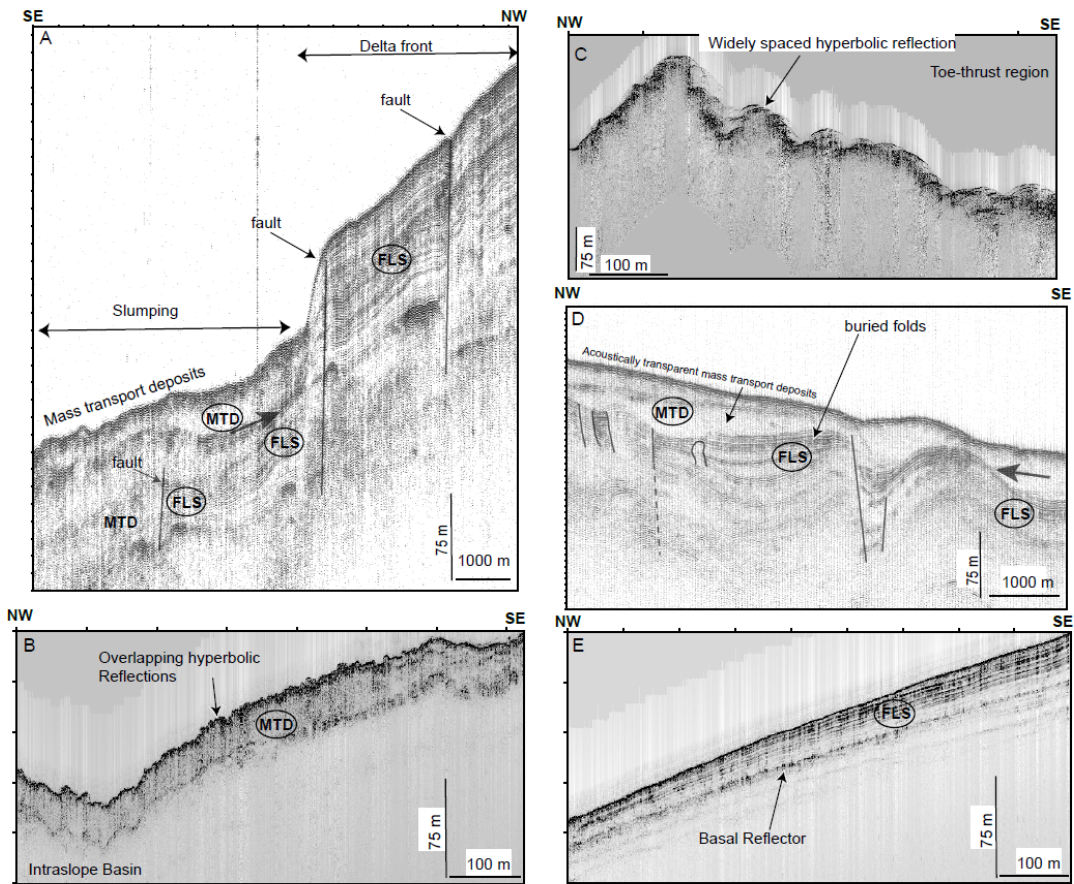 SE
NW
A
Delta front
fault
fault
FLS
Slumping
Mass transport deposits
MTD
FLS
fault
FLS
MTD
75 m
1000 m
NW
SE
C
Widely spaced hyperbolic reflection
Toe-thrust region
75 m
100 m
NW
SE
D
buried folds
Acoustically transparent mass transport deposits
MTD
FLS
FLS
75 m
1000 m
NW
SE
B
Overlapping hyperbolic
Reflections
MTD
75 m
100 m
Intraslope Basin
NW
SE
E
FLS
Basal Reflector
75 m
100 m